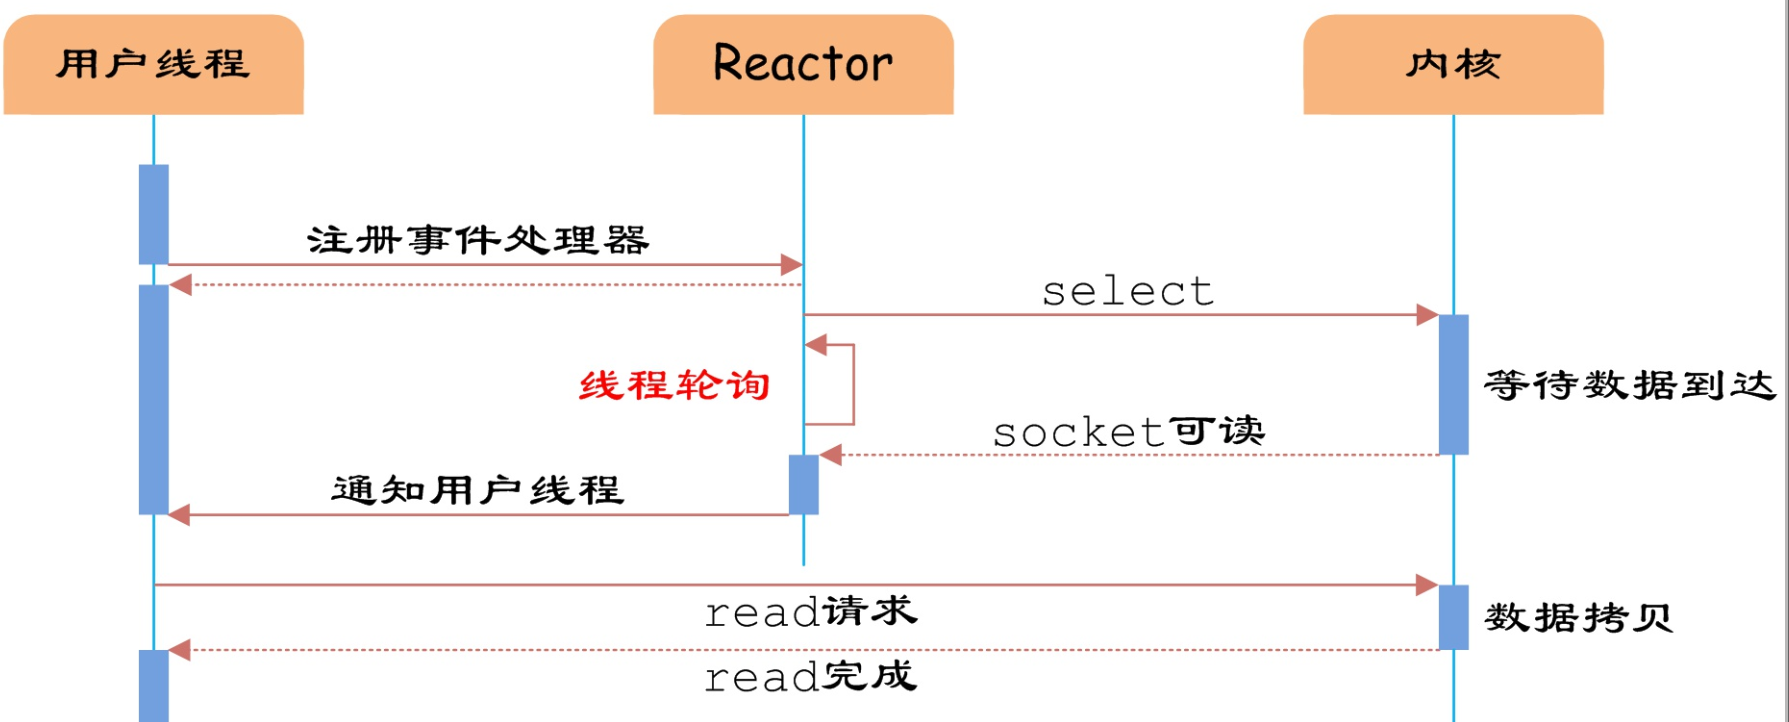 用户线程
Reactor
内核
注册事件处理器
select
线程轮询
等待数据到达
socket可读
通知用户线程
read请求
数据拷贝
read完成